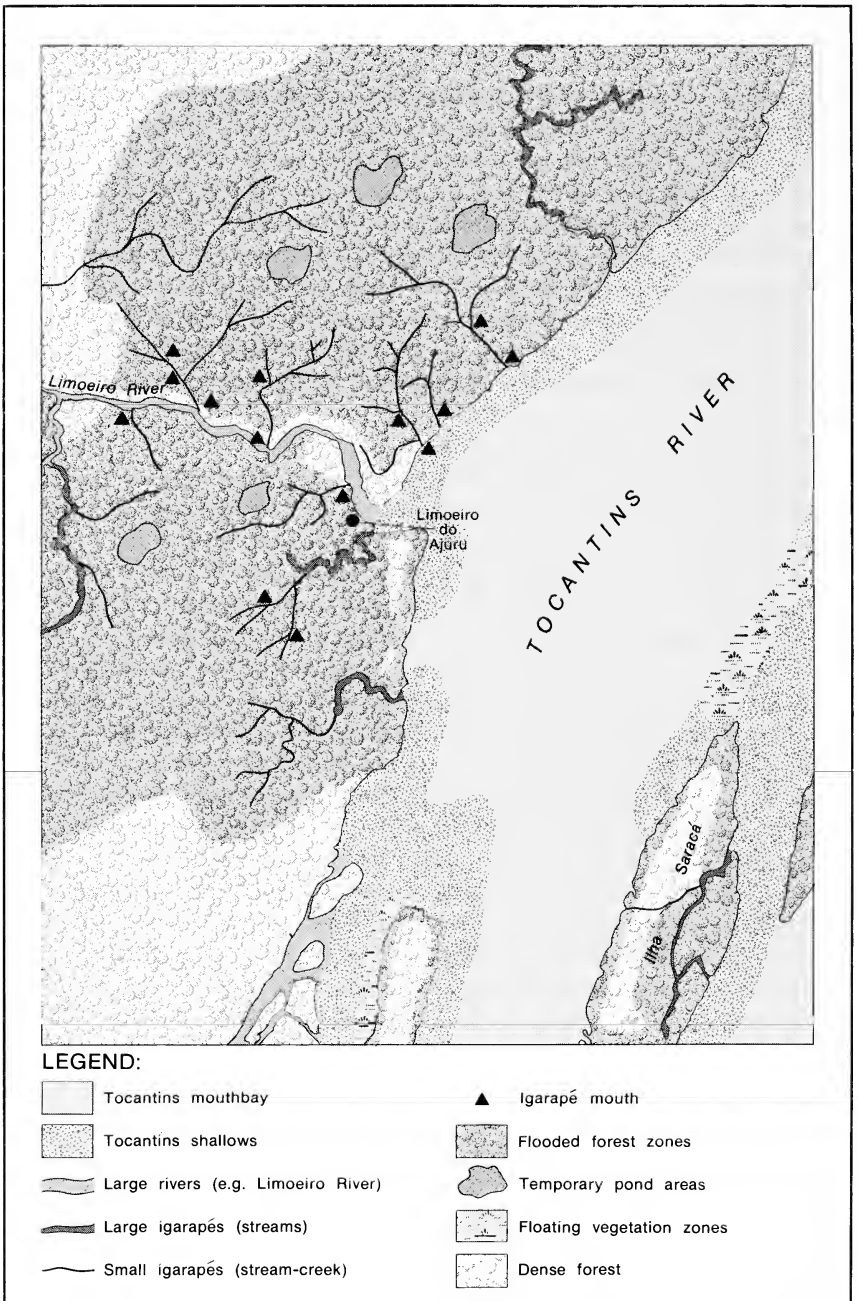 Limoeiro River
Limoeiro
do
Ajuru
TOCANTINS RIVER
Ilha Saracá
LEGEND:
Tocantins mouthbay
Tocantins shallows
Large rivers (e.g. Limoeiro River)
Large igarapés (streams)
Small igarapés (stream-creek)
Igarapé mouth
Flooded forest zones
Temporary pond areas
Floating vegetation zones
Dense forest